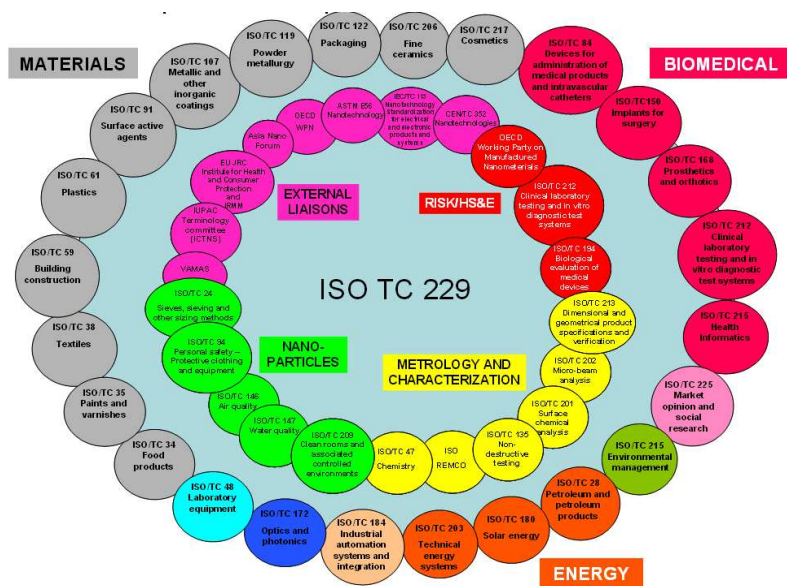 MATERIALS
ISO/TC 119
Powder
metallurgy
ISO/TC 122
Packaging
ISO/TC 206
Fine
ceramics
ISO/TC 217
Cosmetics
ISO/TC 84
Devices for
administration of
medical products
and intravascular
catheters
BIOMEDICAL
ISO/TC150
Implants for
surgery
ISO/TC 168
Prosthetics
and orthotics
ISO/TC 212
Clinical
laboratory
testing and in
vitro diagnostic
test systems
ISO/TC 215
Health
Informatics
ISO/TC 225
Market
opinion and
social
research
ISO/TC 215
Environmental
management
ISO/TC 28
Petroleum and
petroleum
products
ENERGY
ISO/TC 180
Solar energy
ISO/TC 203
Technical
energy
systems
ISO/TC 184
Industrial
automation
systems and
integration
ISO/TC 172
Optics and
photonics
ISO/TC 48
Laboratory
equipment
ISO/TC 34
Food
products
ISO/TC 35
Paints and
varnishes
ISO/TC 38
Textiles
ISO/TC 59
Building
construction
ISO/TC 61
Plastics
ISO/TC 91
Surface active
agents
ISO/TC 107
Metallic and
other
inorganic
coatings
EXTERNAL
LIAISONS
VAMAS
IUPAC
Terminology
committee
[ICTNS]
EU JRC
Institute for Health
and Consumer
Protection
and
IRMM
Asia Nano
Forum
OECD
WPN
ASTM E56
Nanotechnology
IEC/TC 113
Nanotechnology
Standardization
for electrical
and electronic
products and
systems
CEN/TC 352
Nanotechnologies
RISK/HS&E
OECD
Working Party on
Manufactured
Nanometerials
ISO/TC 212
Clinical laboratory
testing and in vitro
diagnostic test
systems
ISO/TC 194
Biological
evaluation of
medical
devices
ISO TC 229
METROLOGY AND
CHARACTERIZATION
ISO/TC 213
Dimensional and
geometrical product
specifications and
verification
ISO/TC 202
Micro-beam
analysis
ISO/TC 201
Surface
chemical
analysis
ISO/TC 135
Non-
destructive
testing
ISO
REMCO
ISO/TC 47
Chemistry
NANO-
PARTICLES
ISO/TC 209
Clean rooms and
associated
controlled
environments
ISO/TC 147
Water quality
ISO/TC 146
Air quality
ISO/TC 94
Personal safety –
Protective clothing
and equipment
ISO/TC 24
Sieves, sieving and
other sizing methods